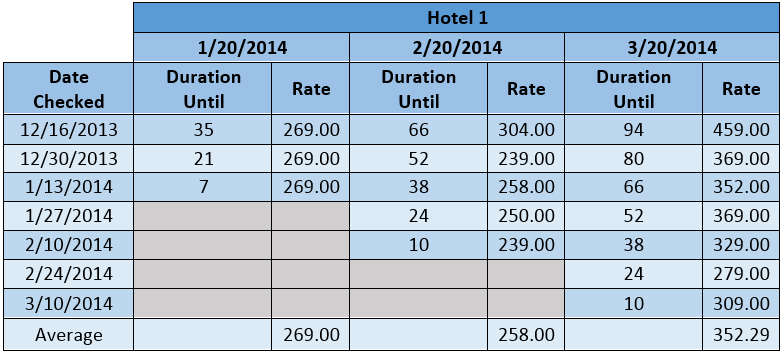 Hotel 1
1/20/2014 2/20/2014 3/20/2014
Date Checked Duration Until Rate Duration Until Rate Duration Until Rate
12/16/2013 35 269.00 66 304.00 94 459.00
12/30/2013 21 269.00 52 239.00 80 369.00
1/13/2014 7 269.00 38 258.00 66 352.00
1/27/2014 24 250.00 52 369.00
2/10/2014 10 239.00 38 329.00
2/24/2014 24 279.00
3/10/2014 10 309.00
Average 269.00 258.00 352.29